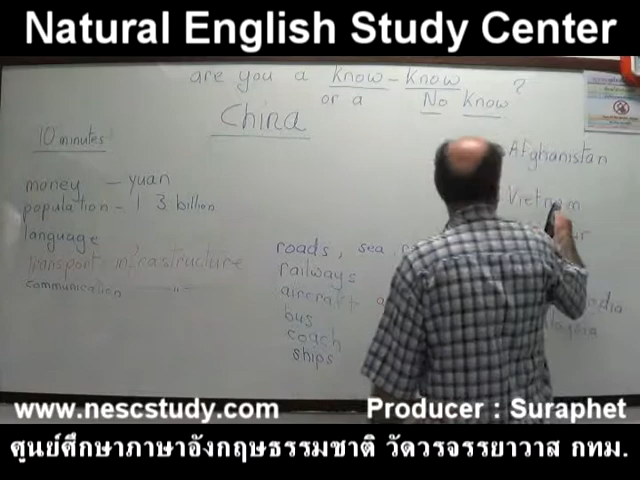 Natural English Study Center
are you a know - know ?
or a No know
China
10 minutes
money - yuan
population - 1 3 billion
language
transport infrastructure
communication "
roads, sea
railways
aircraft
bus
coach
ships
Afghanistan
Vietnam
www.nescstudy.com
Producer : Suraphet
ศูนย์ศึกษาภาษาอังกฤษธรรมชาติ วัดวรจรรยาวาส กทม.